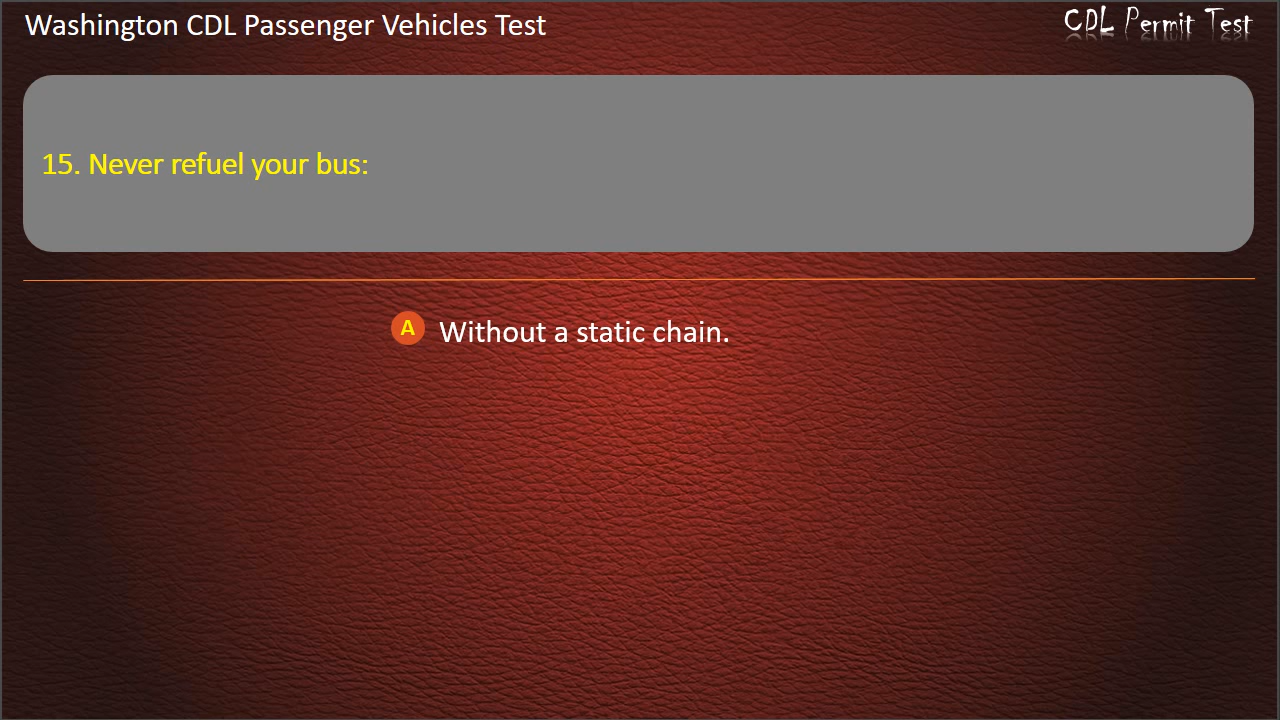 Washington CDL Passenger Vehicles Test
CDL Permit Test
15. Never refuel your bus:
A Without a static chain.